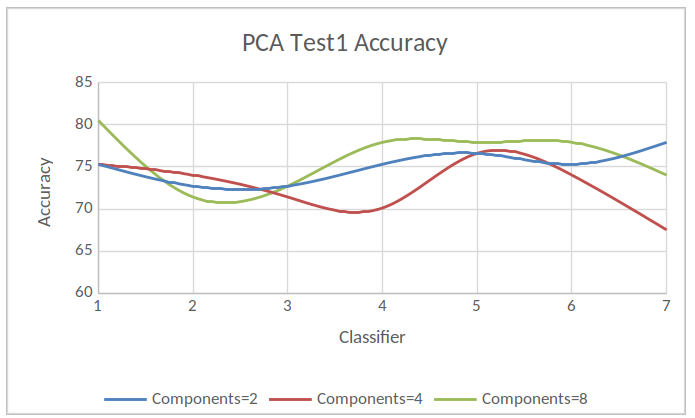 PCA Test1 Accuracy
85
80
75
70
65
60
Accuracy
1 2 3 4 5 6 7
Classifier
Components=2 Components=4 Components=8